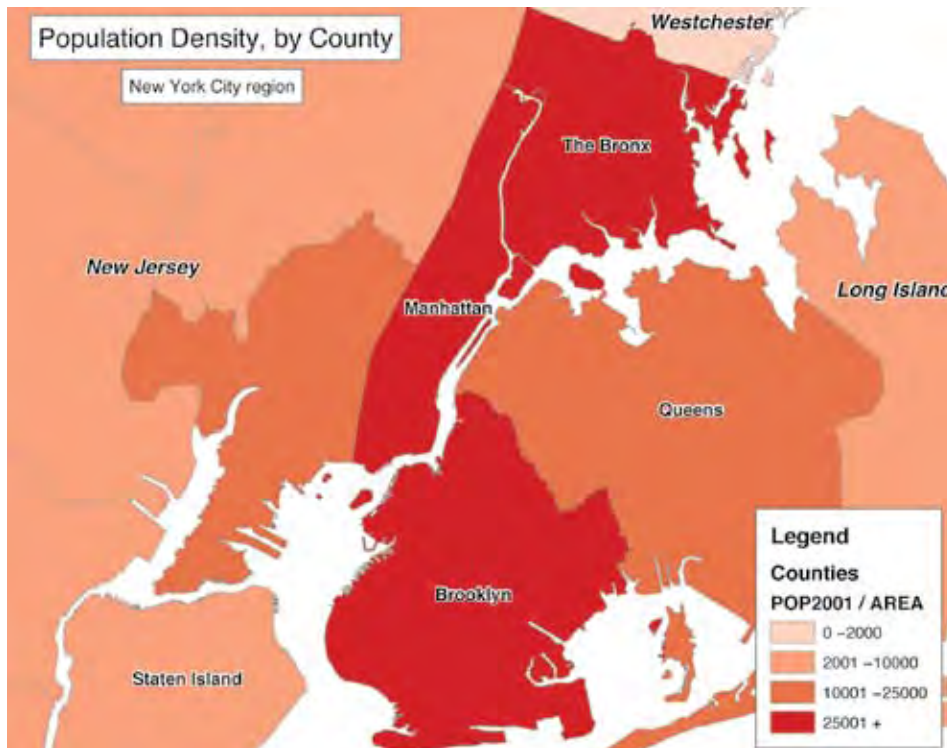 Population Density, by County
New York City region
Westchester
The Bronx
New Jersey
Long Island
Manhattan
Queens
Brooklyn
Staten Island
Legend
Counties
POP2001 / AREA
0 –2000
2001 –10000
10001 –25000
25001 +